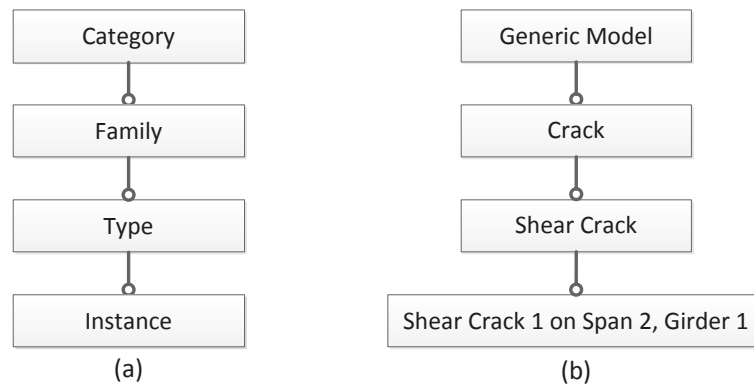 Category
Family
Type
Instance
(a)
Generic Model
Crack
Shear Crack
Shear Crack 1 on Span 2, Girder 1
(b)